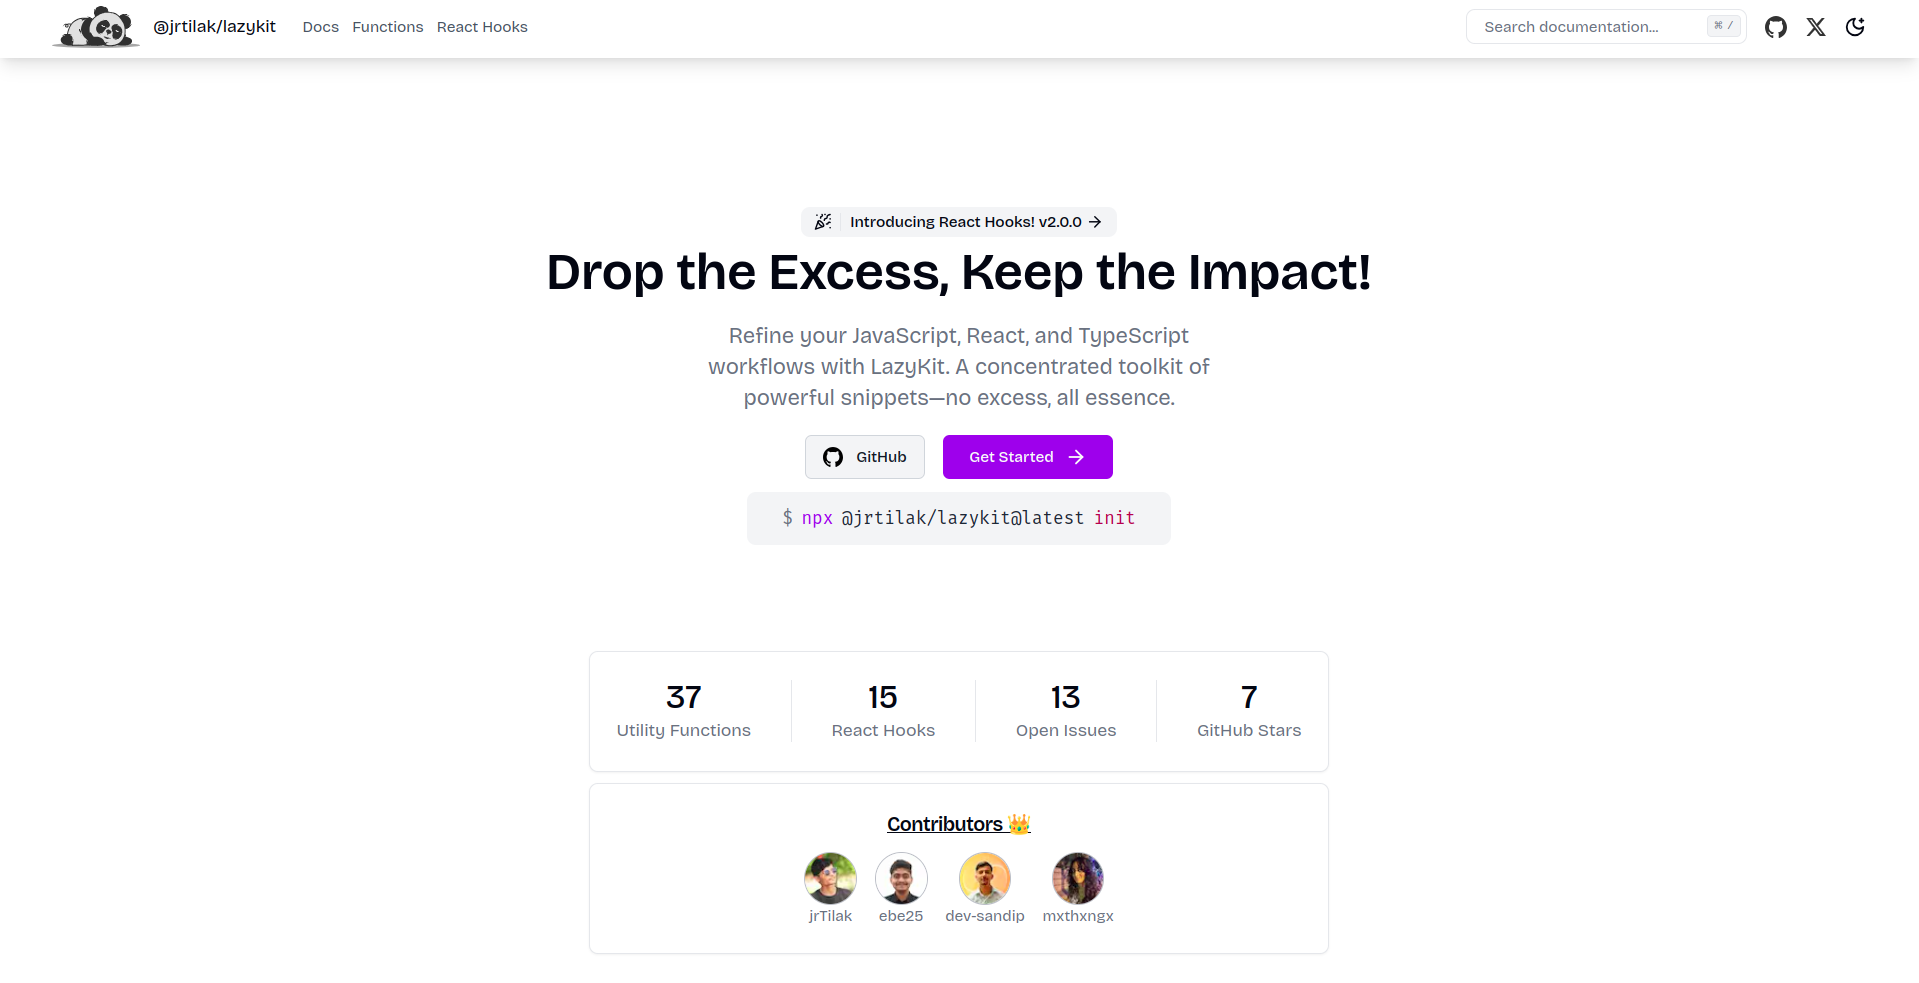 @jrtilak/lazykit
Docs
Functions
React Hooks
Search documentation...
⌘ /
Introducing React Hooks! v2.0.0
Drop the Excess, Keep the Impact!
Refine your JavaScript, React, and TypeScript
workflows with LazyKit. A concentrated toolkit of
powerful snippets—no excess, all essence.
GitHub
Get Started
$ npx @jrtilak/lazykit@latest init
37
Utility Functions
15
React Hooks
13
Open Issues
7
GitHub Stars
Contributors 👑
jrTilak
ebe25
dev-sandip
mxthxngx